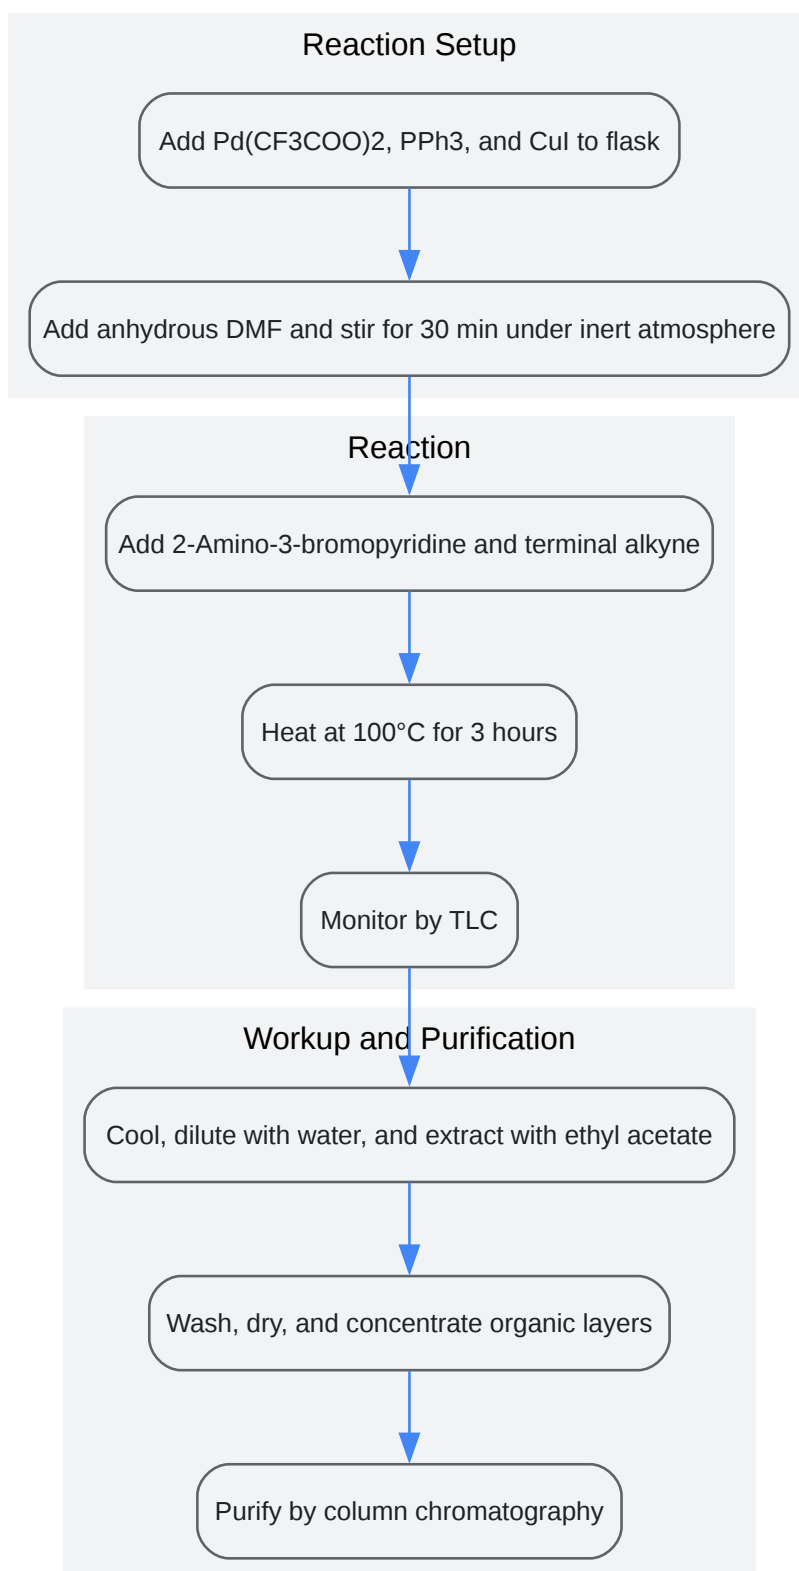 Reaction Setup
Add Pd(CF3COO)2, PPh3, and CuI to flask
Add anhydrous DMF and stir for 30 min under inert atmosphere
Reaction
Add 2-Amino-3-bromopyridine and terminal alkyne
Heat at 100°C for 3 hours
Monitor by TLC
Workup and Purification
Cool, dilute with water, and extract with ethyl acetate
Wash, dry, and concentrate organic layers
Purify by column chromatography